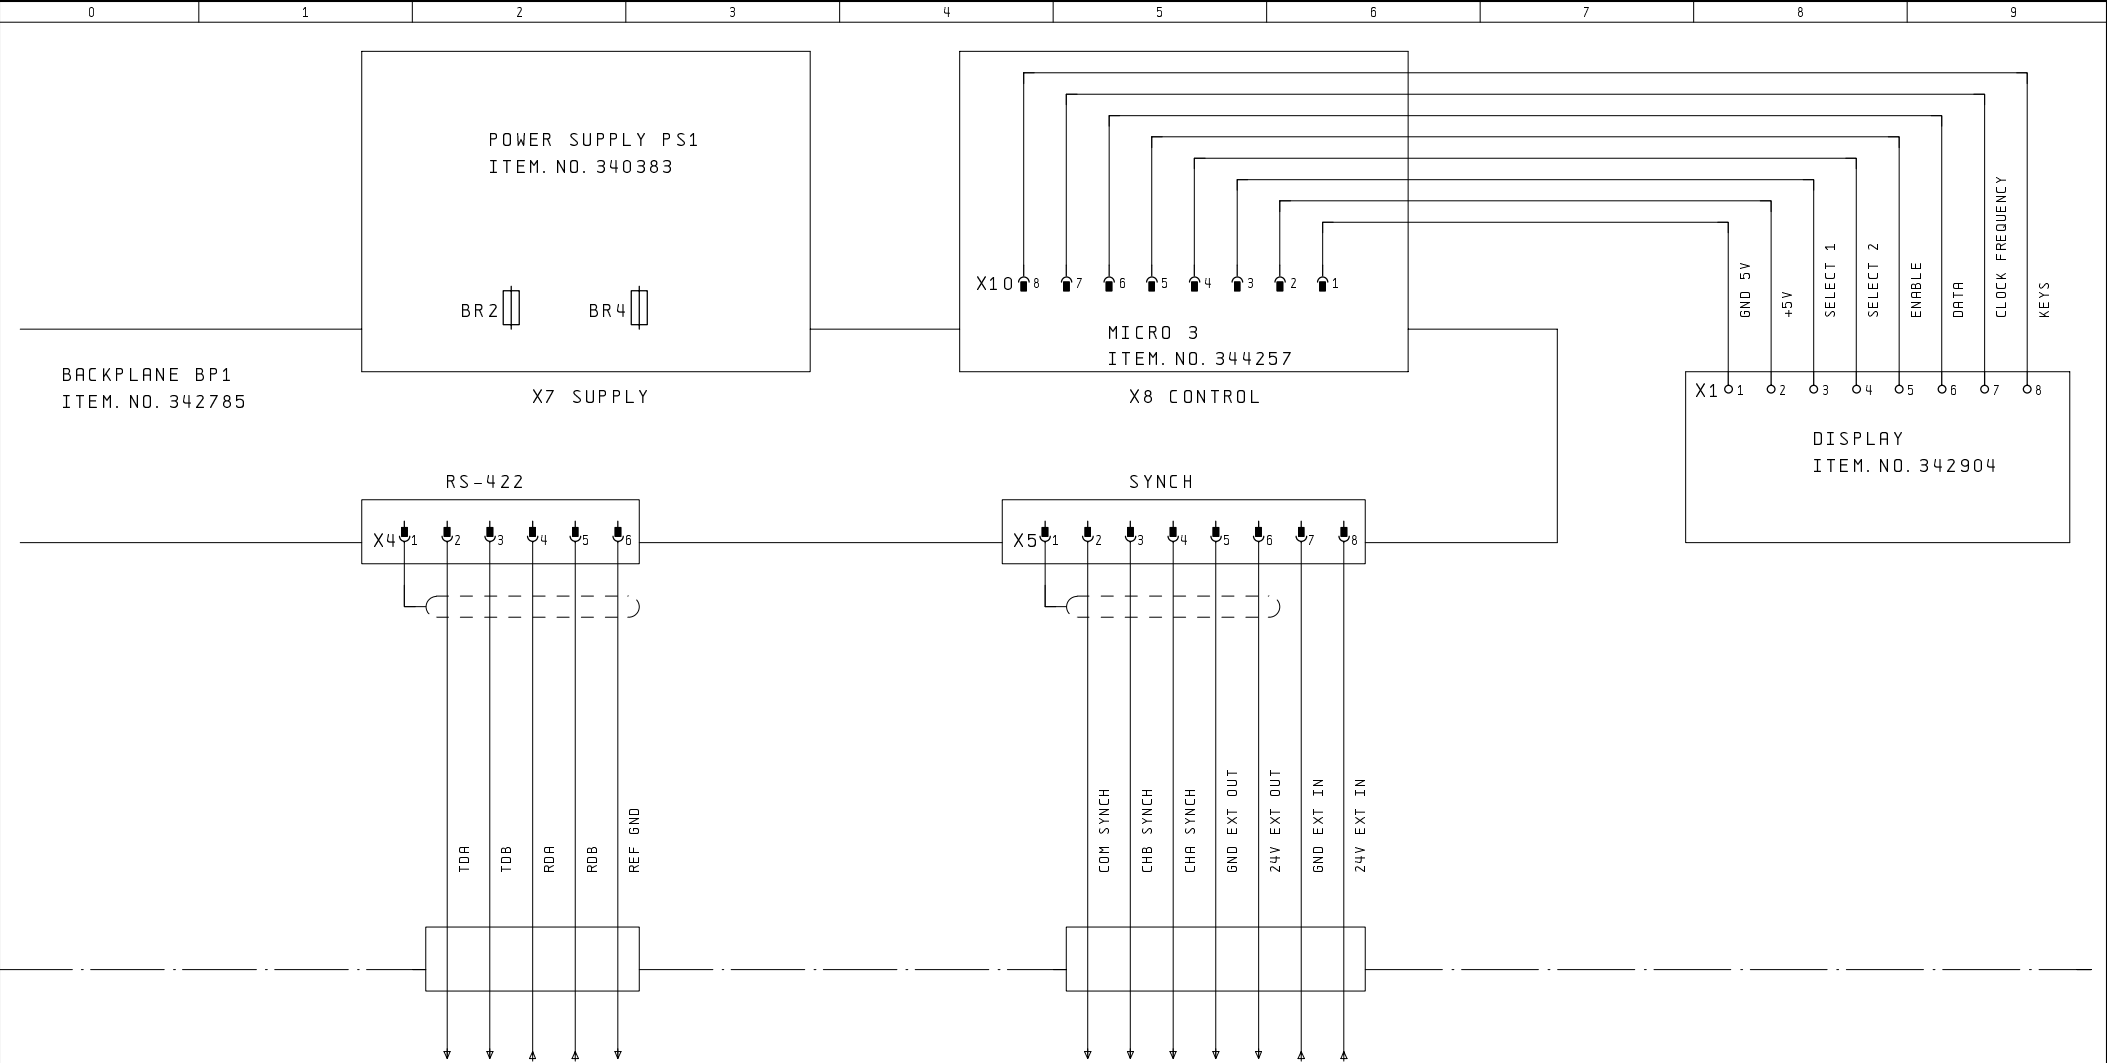 0 1 2 3 4 5 6 7 8 9
POWER SUPPLY PS1
ITEM. NO. 340383
BR2
BR4
X7 SUPPLY
BACKPLANE BP1
ITEM. NO. 342785
X10 8 7 6 5 4 3 2 1
MICRO 3
ITEM. NO. 344257
X8 CONTROL
GND 5V
+5V
SELECT 1
SELECT 2
ENABLE
DATA
CLOCK FREQUENCY
KEYS
X1 1 2 3 4 5 6 7 8
DISPLAY
ITEM. NO. 342904
RS-422
X4 1 2 3 4 5 6
TDA
TDB
RDA
RDB
REF GND
SYNCH
X5 1 2 3 4 5 6 7 8
COM SYNCH
CHB SYNCH
CHA SYNCH
GND EXT OUT
24V EXT OUT
GND EXT IN
24V EXT IN